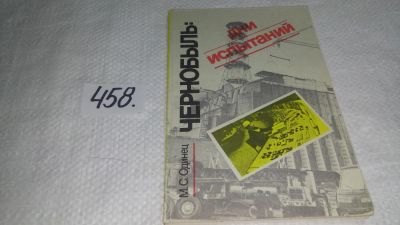 458.
М.С.Одинец
ЧЕРНОБЫЛЬ:
дни
испытаний